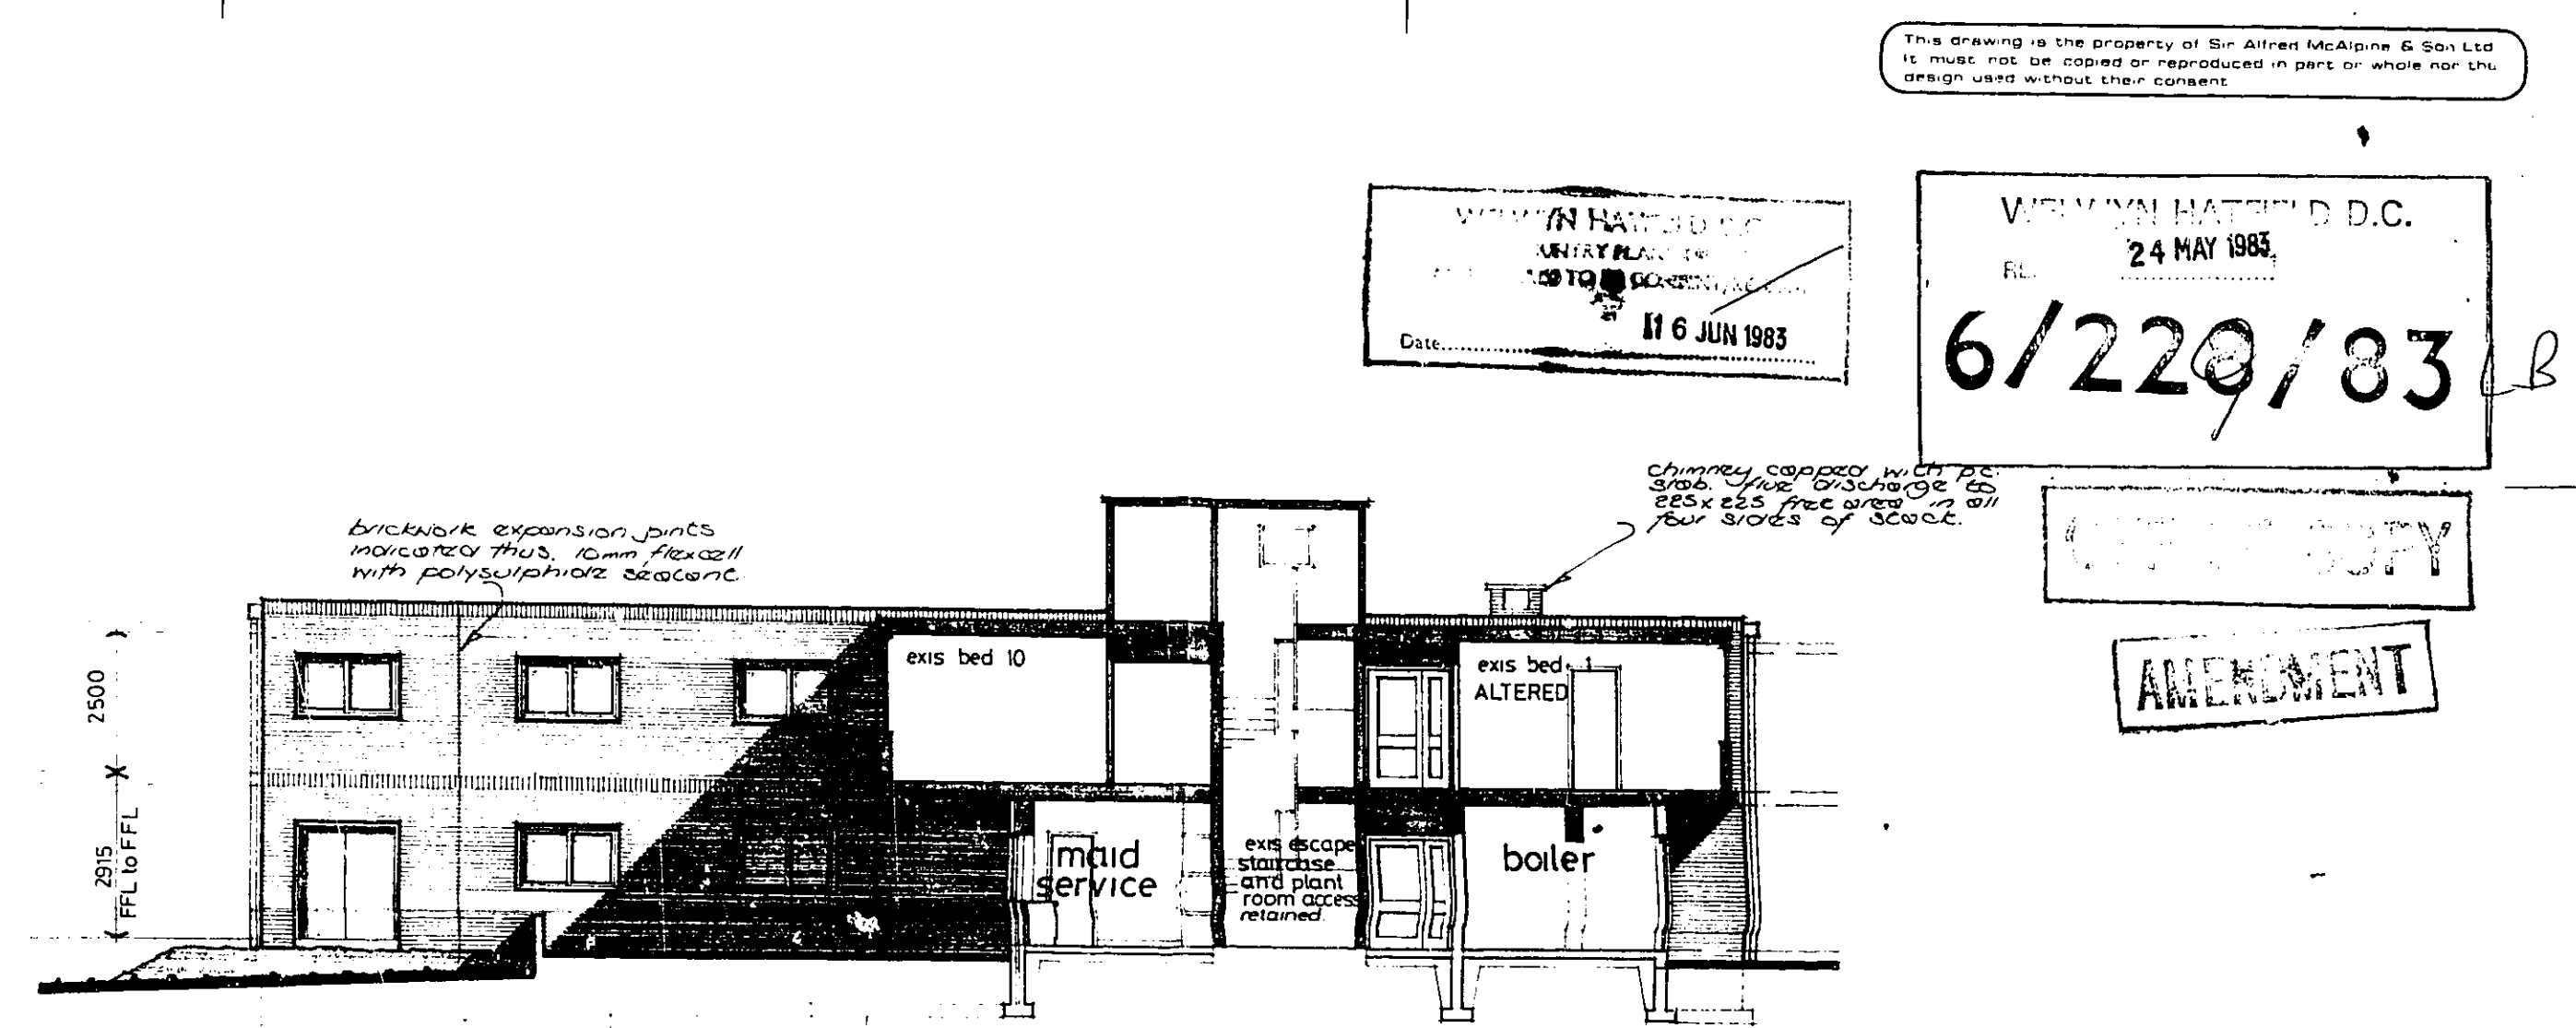 This drawing is the property of Sir Alfred McAlpine & Son Ltd
It must not be copied or reproduced in part or whole nor the
design used without their consent
HATFIELD D.C.
24 MAY 1983
6/228/83
B
Date
16 JUN 1983
COPY
AMENDMENT
chimney capped with p.c.
slab. flue discharge to
225x225 free area in all
four sides of stack.
brickwork expansion joints
indicated thus. 10mm flexcell
with polysulphide sealant.
2500
2915
FFL to FFL
exis bed 10
exis bed 1
ALTERED
maid
service
exis escape
staircase
and plant
room access
retained.
boiler